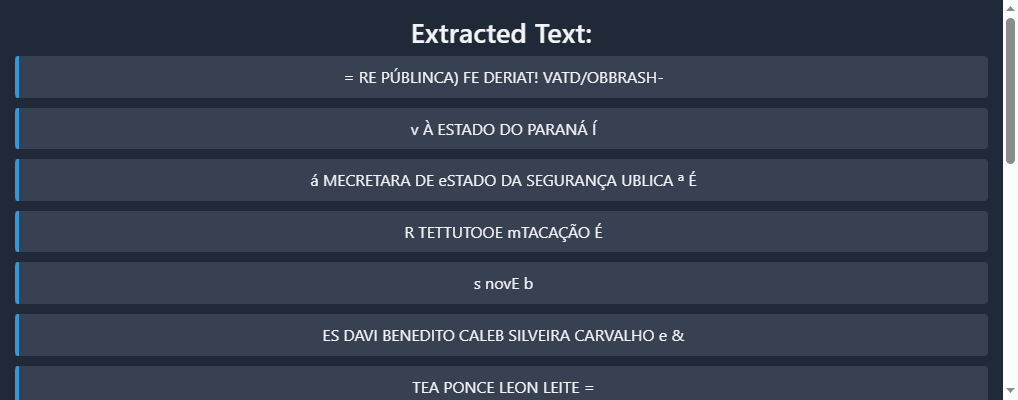 Extracted Text:
= RE PÚBLINCA) FE DERIAT! VATD/OBBRASH-
v À ESTADO DO PARANÁ Í
á MECRETARA DE eSTADO DA SEGURANÇA UBLICA ª É
R TETTUTOOE mTACAÇÃO É
s novE b
ES DAVI BENEDITO CALEB SILVEIRA CARVALHO e &
TEA PONCE LEON LEITE =